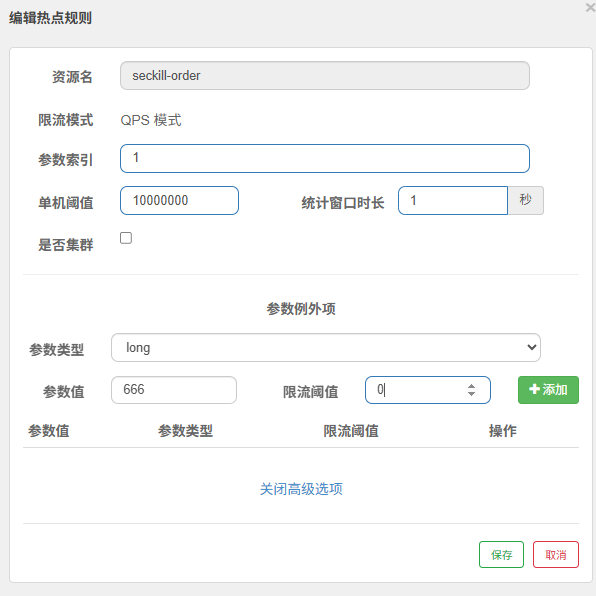 编辑热点规则
资源名 seckill-order
限流模式 QPS 模式
参数索引 1
单机阈值 10000000 统计窗口时长 1 秒
是否集群
参数例外项
参数类型 long
参数值 666 限流阈值 0 添加
参数值 参数类型 限流阈值 操作
关闭高级选项
保存 取消